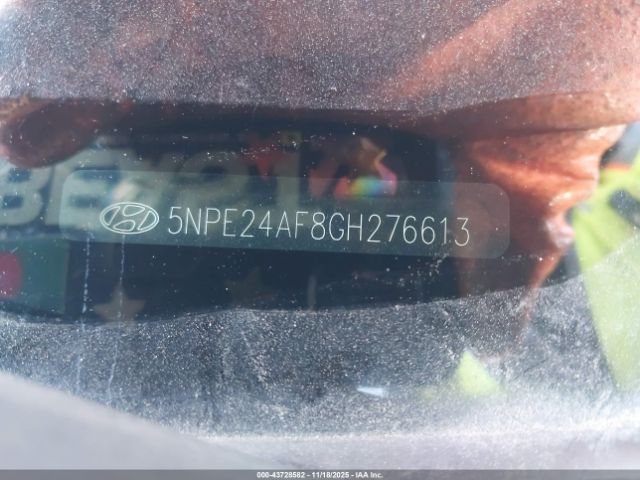 5NPE24AF8GH276613
000-43728582 - 11/18/2025 - IAA Inc.